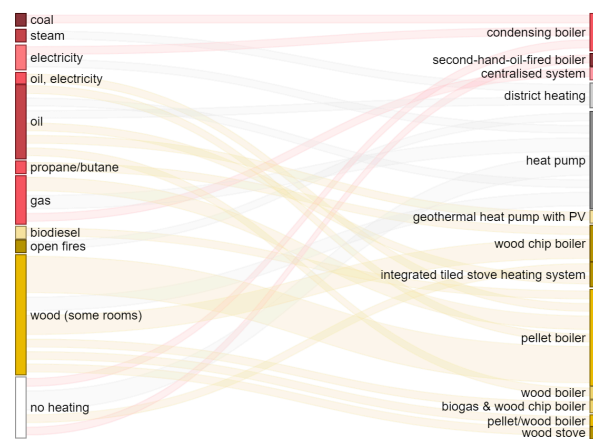 coal
steam
electricity
oil, electricity
oil
propane/butane
gas
biodiesel
open fires
wood (some rooms)
no heating
condensing boiler
second-hand-oil-fired boiler
centralised system
district heating
heat pump
geothermal heat pump with PV
wood chip boiler
integrated tiled stove heating system
pellet boiler
wood boiler
biogas & wood chip boiler
pellet/wood boiler
wood stove